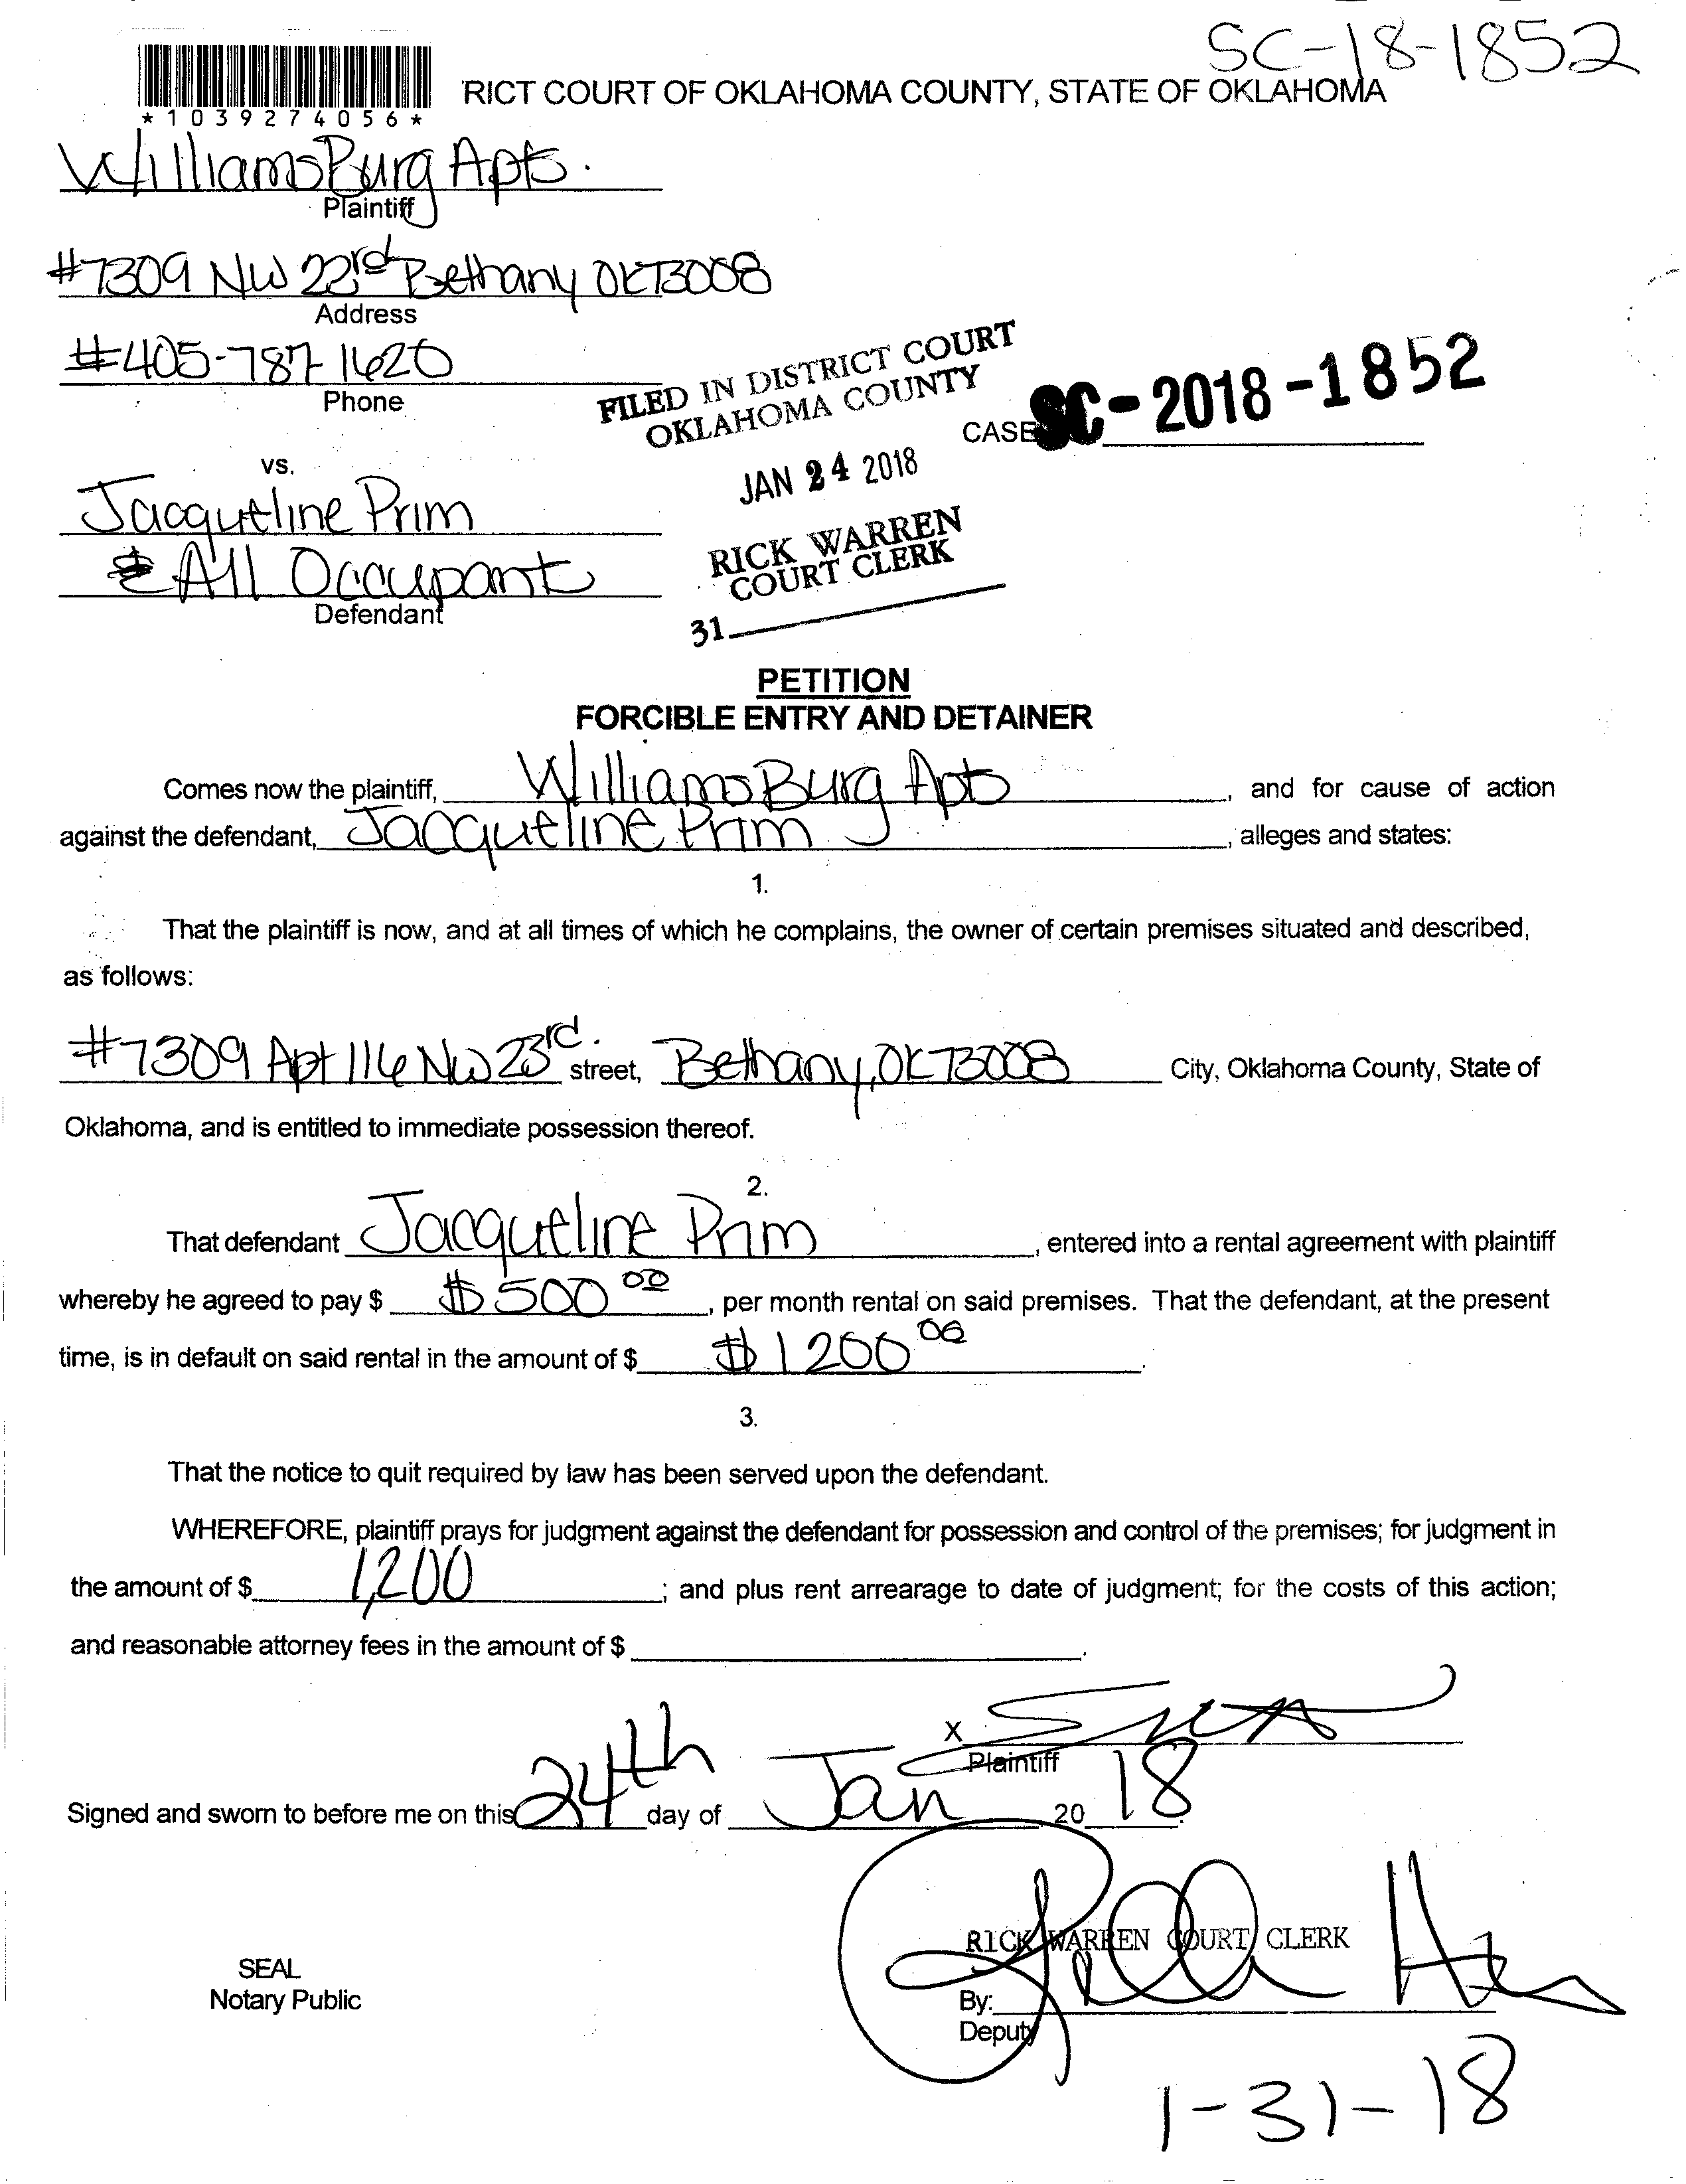 SC-18-1852
*1039274056*
RICT COURT OF OKLAHOMA COUNTY, STATE OF OKLAHOMA
WilliamsBurg Apts.
Plaintiff
#7309 NW 23rd Bethany OK 73008
Address
#405-787-1620
Phone
FILED IN DISTRICT COURT
OKLAHOMA COUNTY
CASE SC-2018-1852
JAN 24 2018
vs.
Jacqueline Prim
RICK WARREN
COURT CLERK
& All Occupant
Defendant
31
PETITION
FORCIBLE ENTRY AND DETAINER
Comes now the plaintiff, WilliamsBurg Apts, and for cause of action
against the defendant, Jacqueline Prim, alleges and states:
1.
That the plaintiff is now, and at all times of which he complains, the owner of certain premises situated and described,
as follows:
#7309 Apt 116 NW 23rd. street, Bethany, OK 73008 City, Oklahoma County, State of
Oklahoma, and is entitled to immediate possession thereof.
2.
That defendant Jacqueline Prim, entered into a rental agreement with plaintiff
whereby he agreed to pay $ $500 00, per month rental on said premises. That the defendant, at the present
time, is in default on said rental in the amount of $ $1200 00.
3.
That the notice to quit required by law has been served upon the defendant.
WHEREFORE, plaintiff prays for judgment against the defendant for possession and control of the premises; for judgment in
the amount of $ 1,200; and plus rent arrearage to date of judgment; for the costs of this action;
and reasonable attorney fees in the amount of $ .
X
Plaintiff
Signed and sworn to before me on this 24th day of Jan 20 18.
RICK WARREN COURT CLERK
SEAL
Notary Public
By:
Deputy
1-31-18